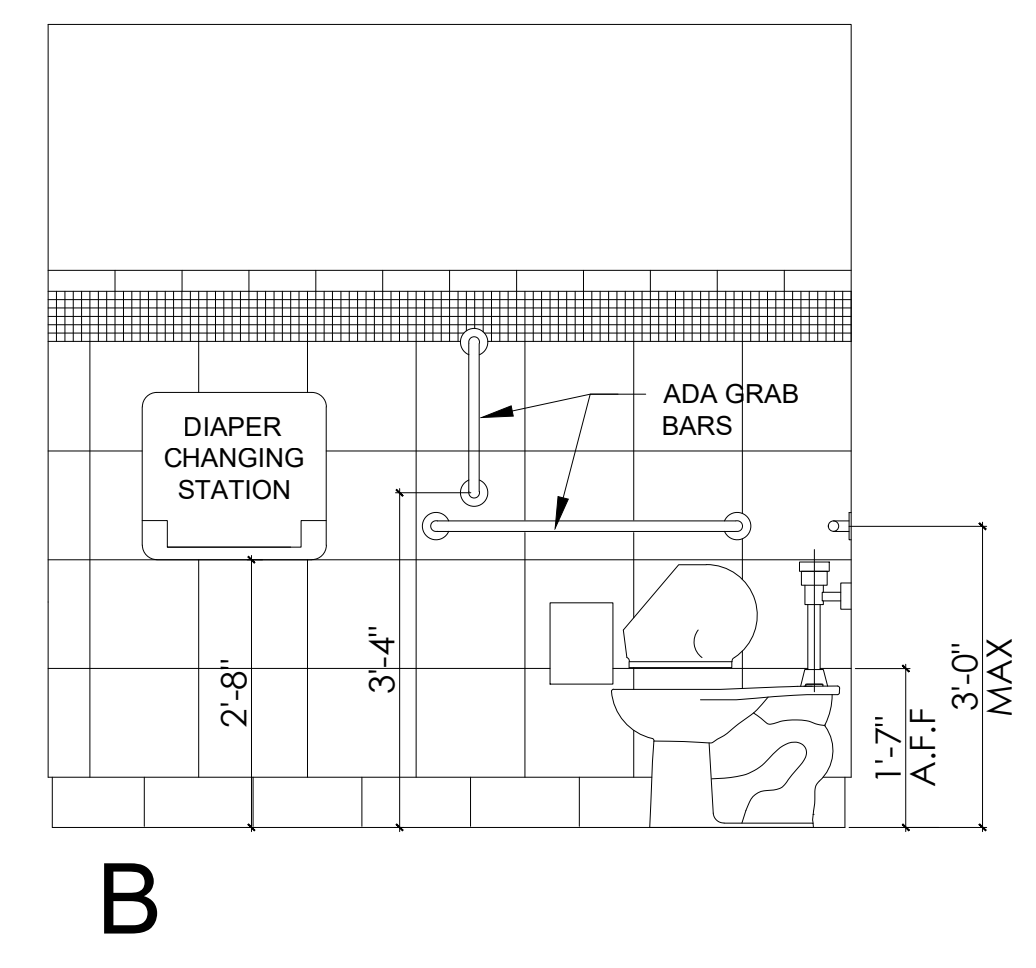 DIAPER
CHANGING
STATION
ADA GRAB
BARS
2'-8"
3'-4"
1'-7"
A.F.F
3'-0"
MAX
B